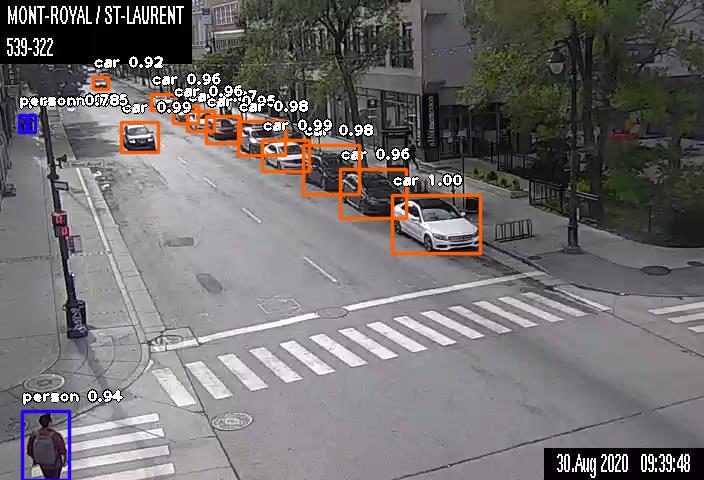 MONT-ROYAL / ST-LAURENT
539-322
car 0.92
car 0.96
car 0.96
car 0.99
car 0.98
car 0.99
0.98
car 0.96
car 1.00
person 0.94
30.Aug 2020 09:39:48